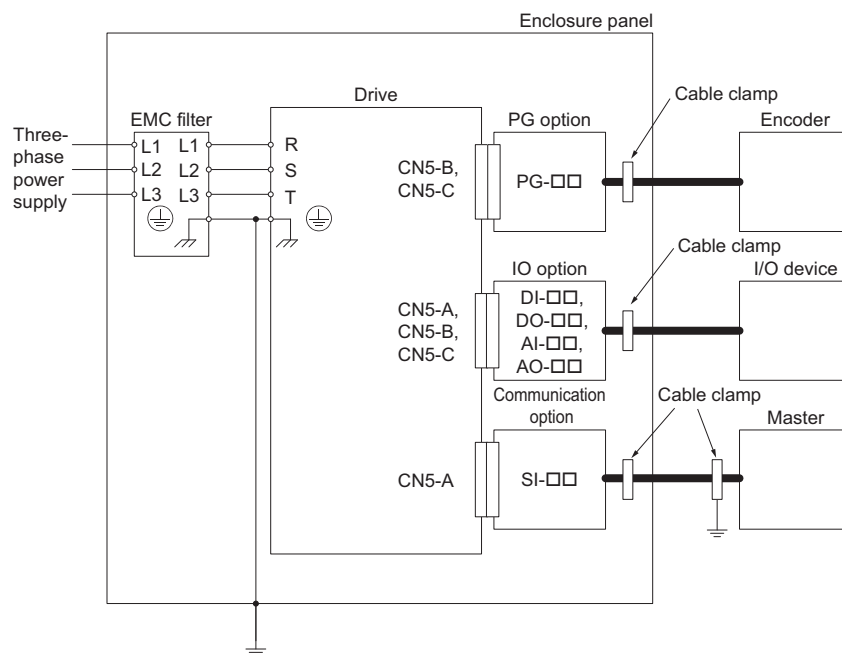 Enclosure panel
Drive
EMC filter
Three-
phase
power
supply
L1 L1
L2 L2
L3 L3
R
S
T
PG option
CN5-B,
CN5-C
PG-□□
Cable clamp
Encoder
IO option
CN5-A,
CN5-B,
CN5-C
DI-□□,
DO-□□,
AI-□□,
AO-□□
Cable clamp
I/O device
Communication
option
CN5-A
SI-□□
Cable clamp
Master